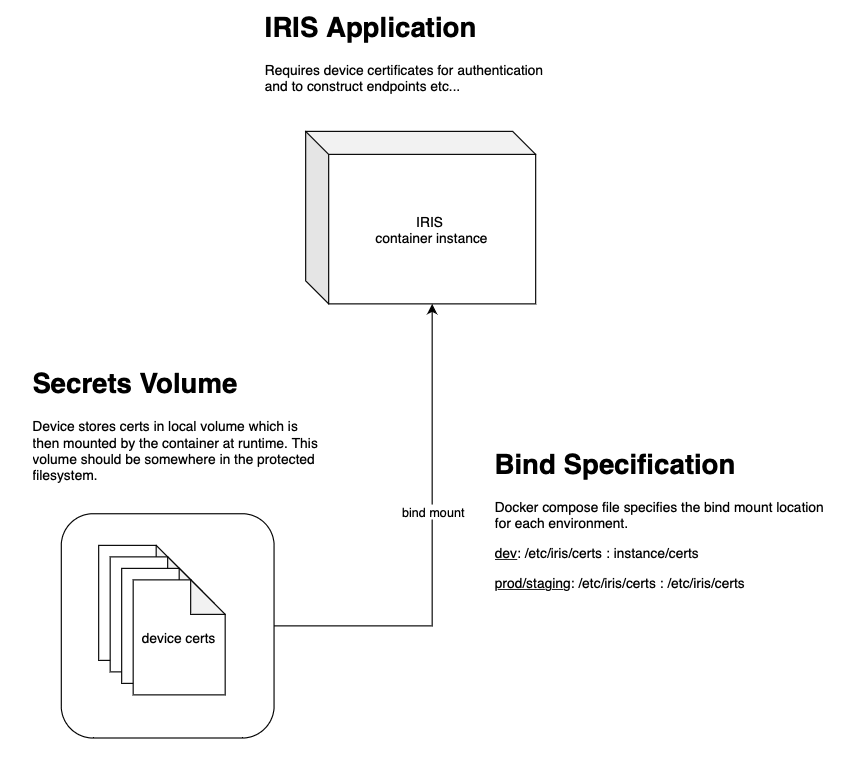 IRIS Application
Requires device certificates for authentication
and to construct endpoints etc...
IRIS
container instance
Secrets Volume
Device stores certs in local volume which is
then mounted by the container at runtime. This
volume should be somewhere in the protected
filesystem.
Bind Specification
Docker compose file specifies the bind mount location
for each environment.
dev: /etc/iris/certs : instance/certs
prod/staging: /etc/iris/certs : /etc/iris/certs
bind mount
device certs